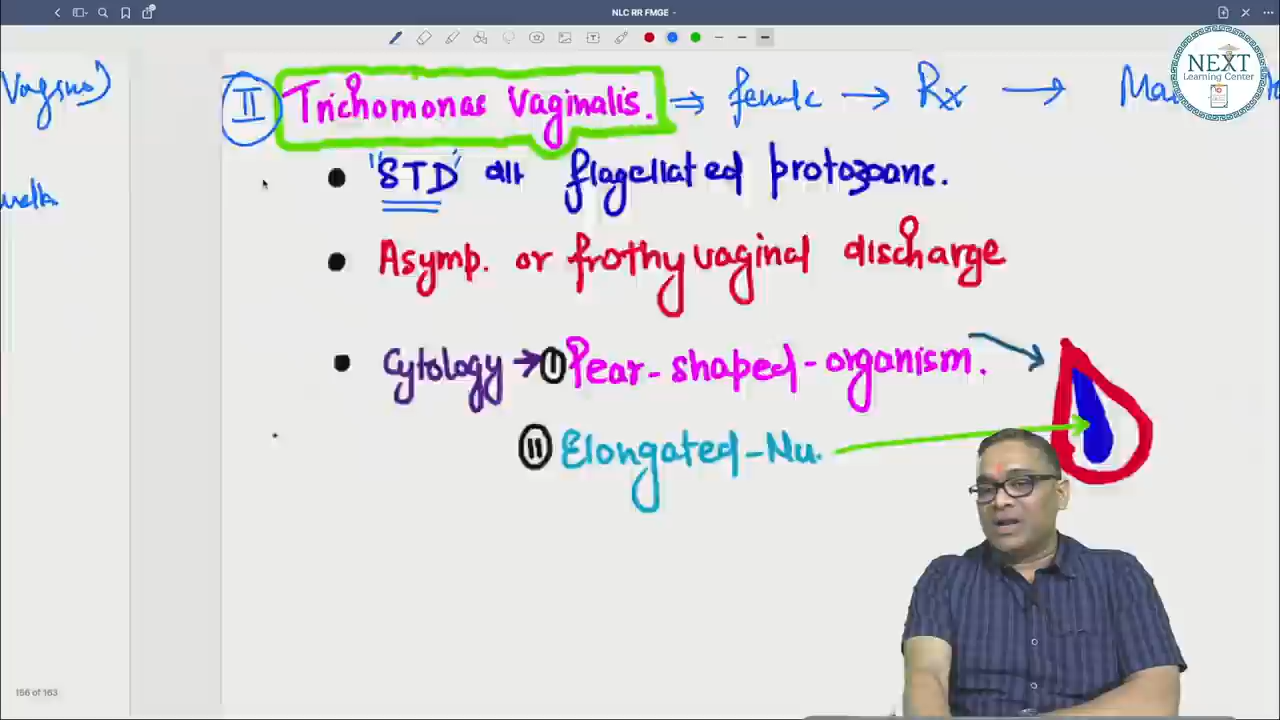 NLC RR FMGE
NEXT
Learning Center
Vagsus)
II Trichomonas Vaginalis. ⇒ female → Rx → Ma
• "STD" d/t flagellated protozoans.
• Asymp. or frothy vaginal discharge
• Cytology → I Pear-shaped-organism.
II Elongated-Nu.
156 of 163